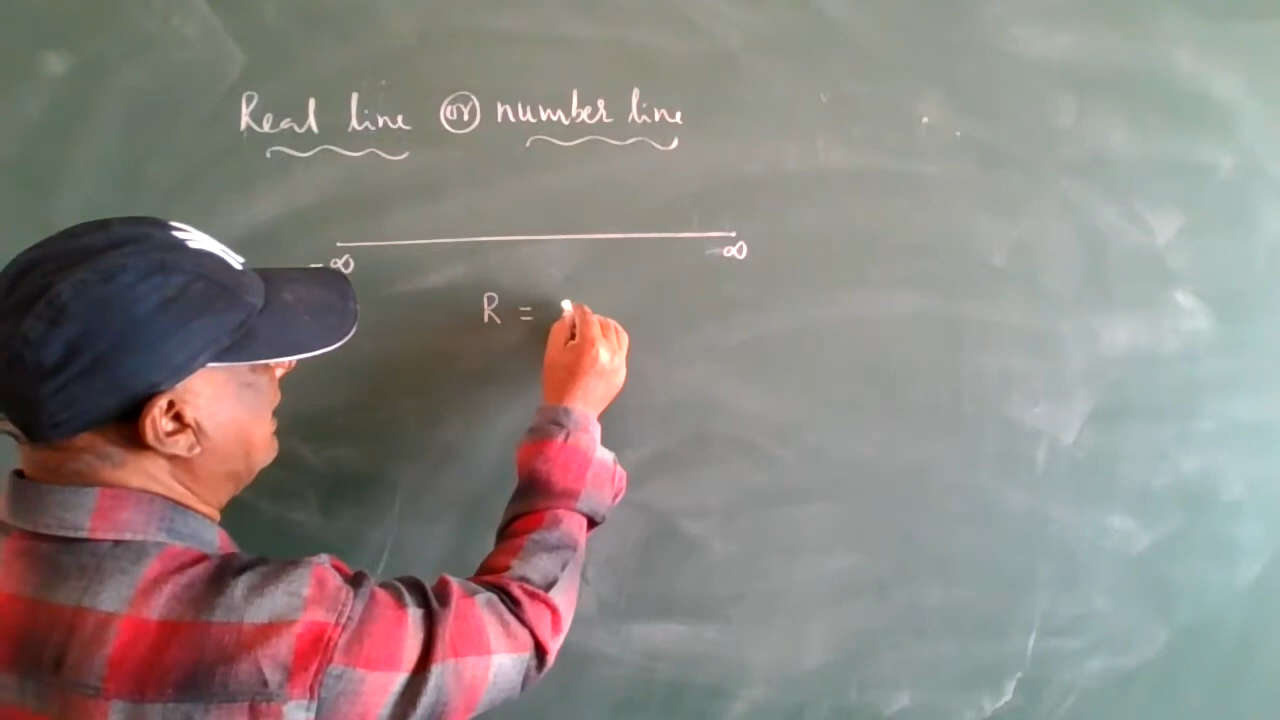 Real line or number line
-∞ ∞
R =